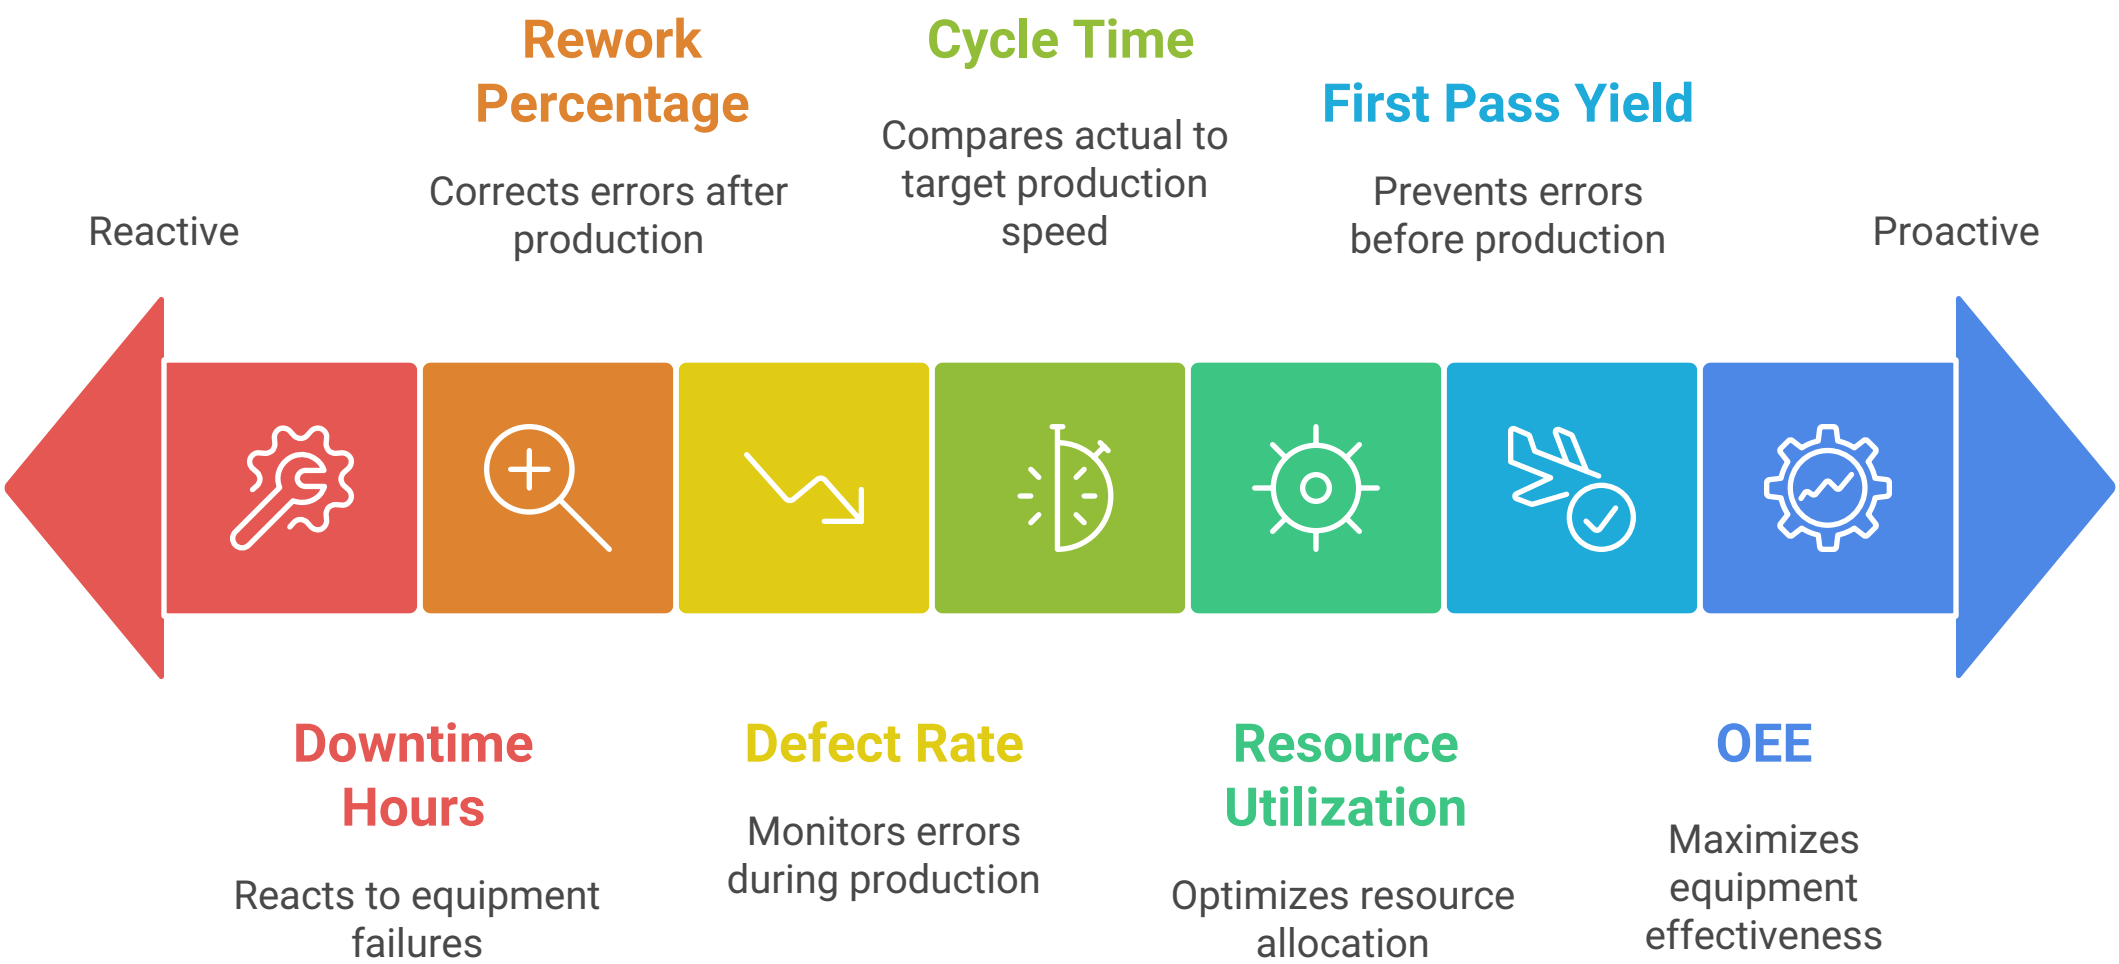 Reactive
Rework
Percentage
Corrects errors after
production
Cycle Time
Compares actual to
target production
speed
First Pass Yield
Prevents errors
before production
Proactive
Downtime
Hours
Reacts to equipment
failures
Defect Rate
Monitors errors
during production
Resource
Utilization
Optimizes resource
allocation
OEE
Maximizes
equipment
effectiveness